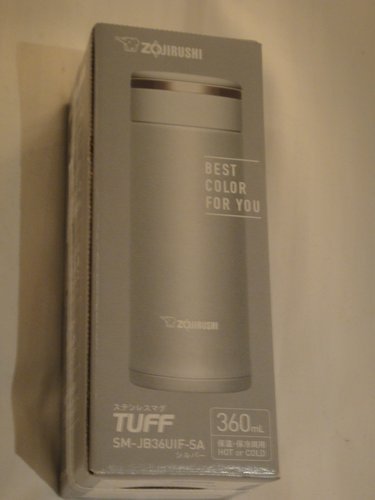 ZOJIRUSHI
BEST
COLOR
FOR YOU
ZOJIRUSHI
ステンレスマグ
TUFF
SM-JB36UIF-SA
シルバー
360mL
保温・保冷両用
HOT or COLD